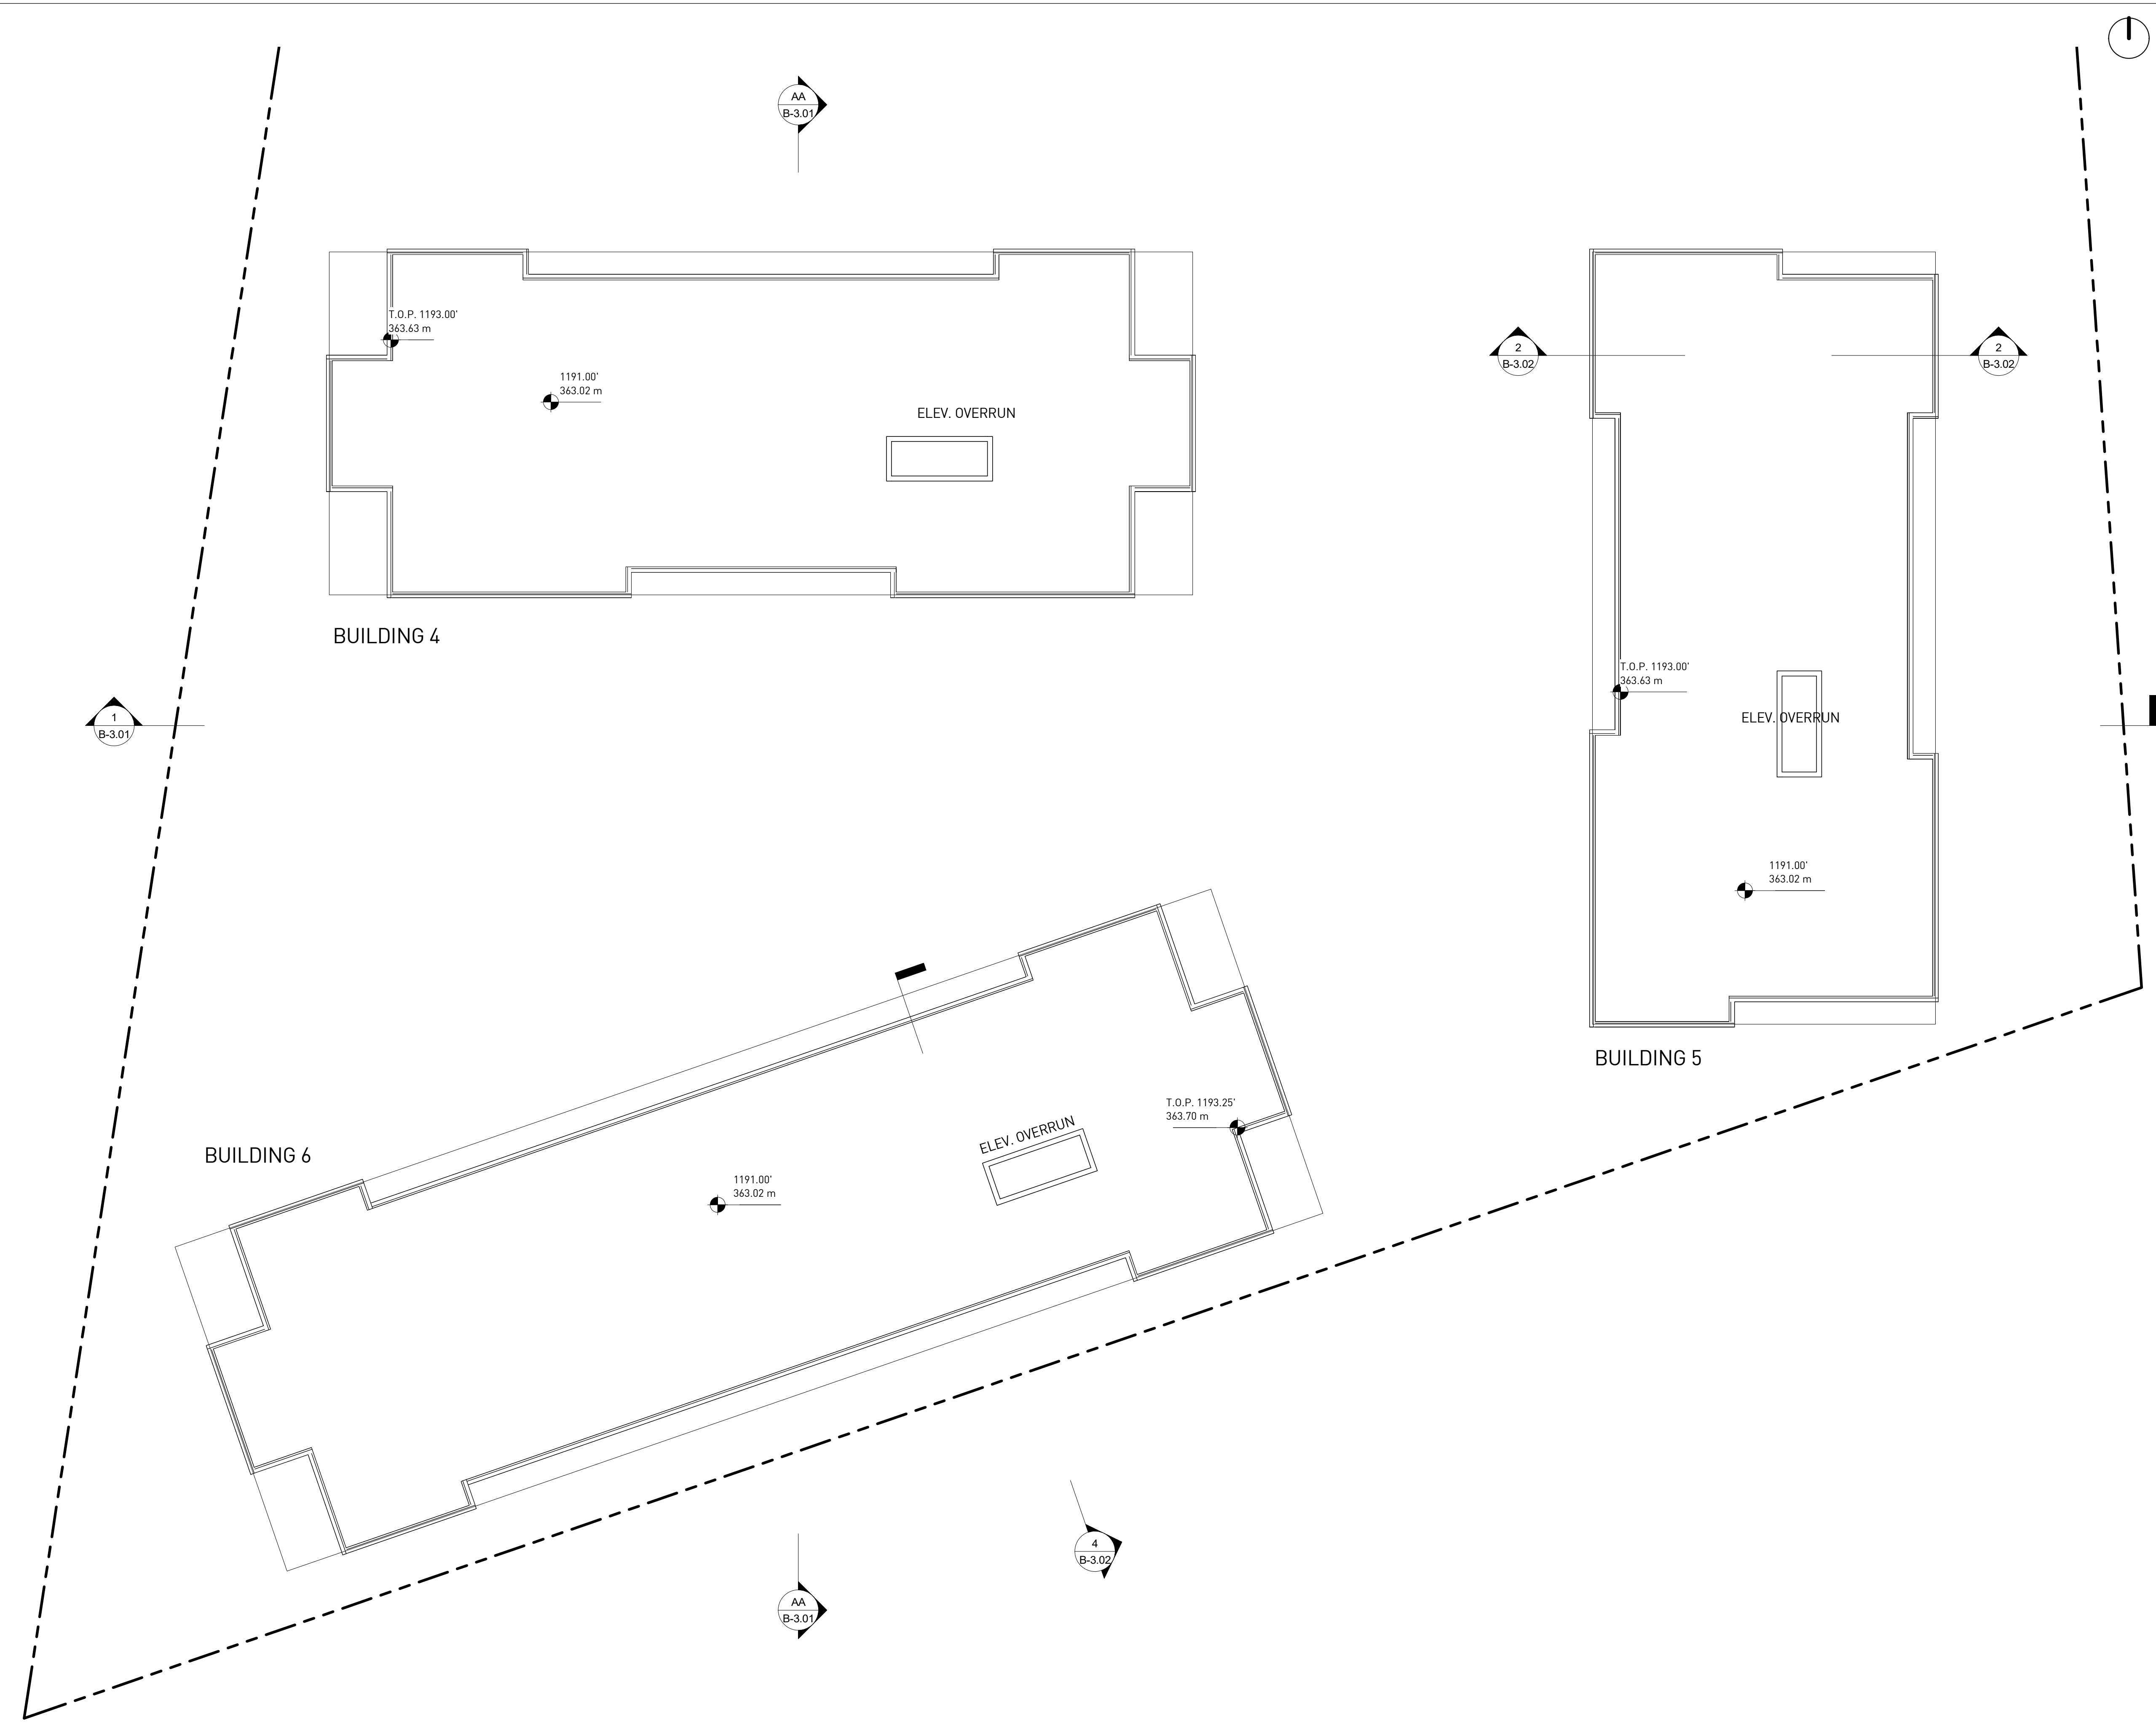 AA
B-3.01
T.O.P. 1193.00'
363.63 m
1191.00'
363.02 m
ELEV. OVERRUN
BUILDING 4
2
B-3.02
2
B-3.02
T.O.P. 1193.00'
363.63 m
ELEV. OVERRUN
1191.00'
363.02 m
BUILDING 5
1
B-3.01
T.O.P. 1193.25'
363.70 m
ELEV. OVERRUN
BUILDING 6
1191.00'
363.02 m
4
B-3.02
AA
B-3.01